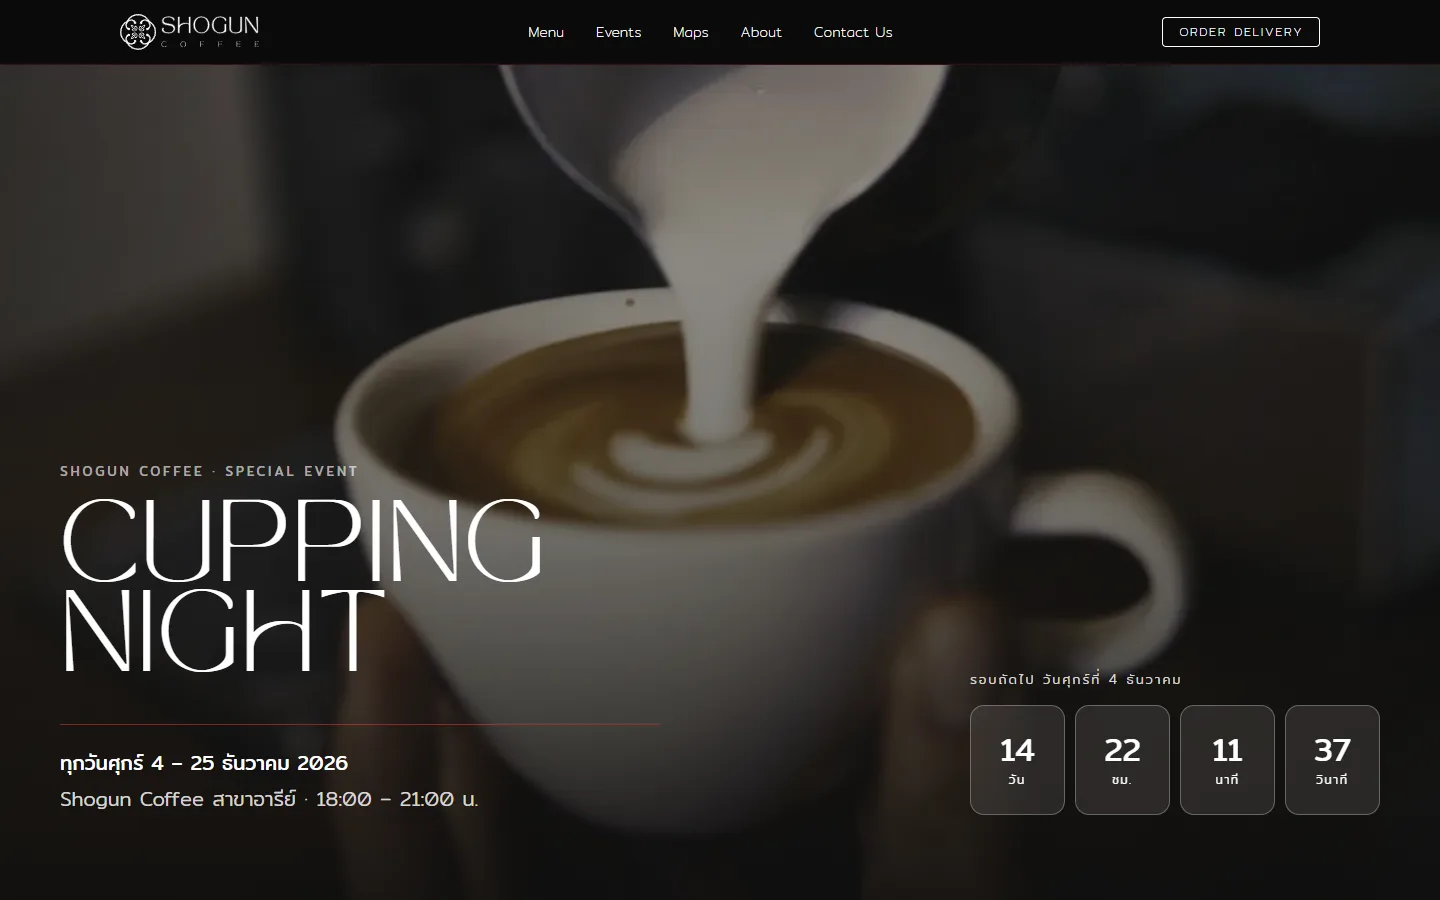 SHOGUN
COFFEE
Menu
Events
Maps
About
Contact Us
ORDER DELIVERY
SHOGUN COFFEE · SPECIAL EVENT
CUPPING
NIGHT
ทุกวันศุกร์ 4 – 25 ธันวาคม 2026
Shogun Coffee สาขาอารีย์ · 18:00 – 21:00 น.
รอบถัดไป วันศุกร์ที่ 4 ธันวาคม
14
วัน
22
ชม.
11
นาที
37
วินาที